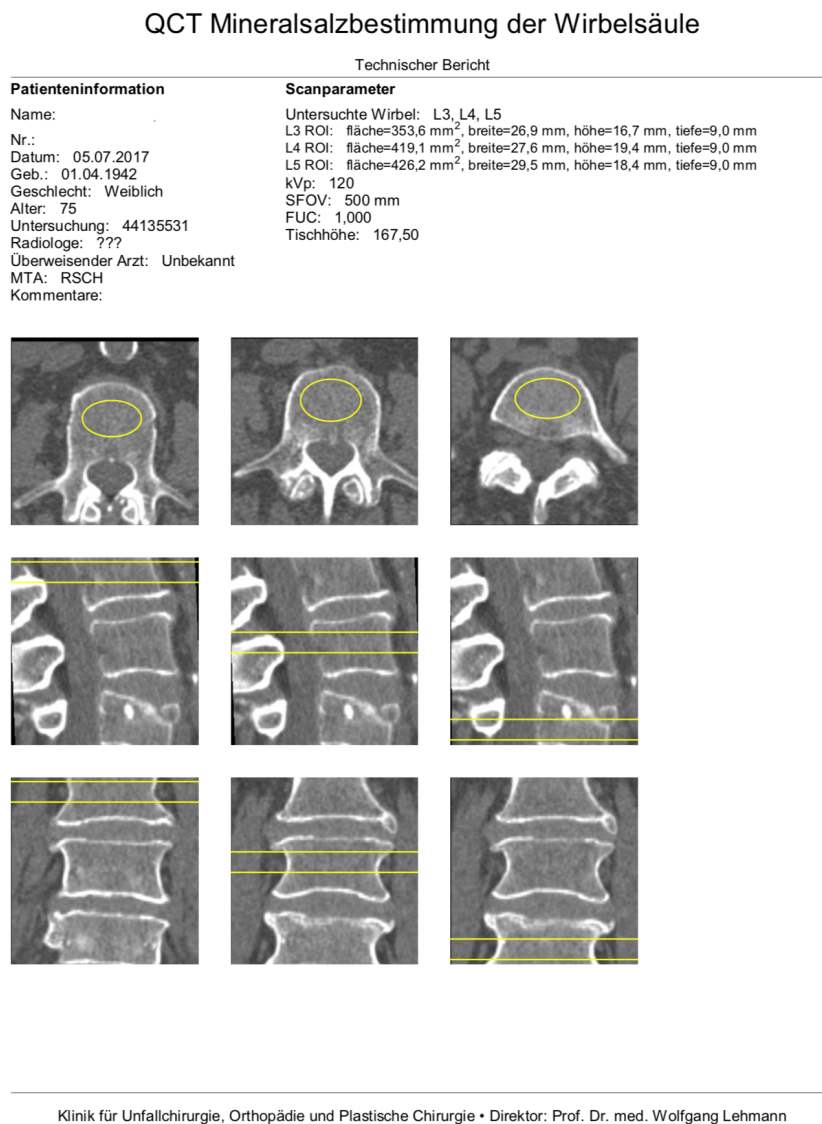 QCT Mineralsalzbestimmung der Wirbelsäule
Technischer Bericht
Patienteninformation
Name:
Nr.:
Datum: 05.07.2017
Geb.: 01.04.1942
Geschlecht: Weiblich
Alter: 75
Untersuchung: 44135531
Radiologe: ???
Überweisender Arzt: Unbekannt
MTA: RSCH
Kommentare:
Scanparameter
Untersuchte Wirbel: L3, L4, L5
L3 ROI: fläche=353,6 mm², breite=26,9 mm, höhe=16,7 mm, tiefe=9,0 mm
L4 ROI: fläche=419,1 mm², breite=27,6 mm, höhe=19,4 mm, tiefe=9,0 mm
L5 ROI: fläche=426,2 mm², breite=29,5 mm, höhe=18,4 mm, tiefe=9,0 mm
kVp: 120
SFOV: 500 mm
FUC: 1,000
Tischhöhe: 167,50
Klinik für Unfallchirurgie, Orthopädie und Plastische Chirurgie • Direktor: Prof. Dr. med. Wolfgang Lehmann